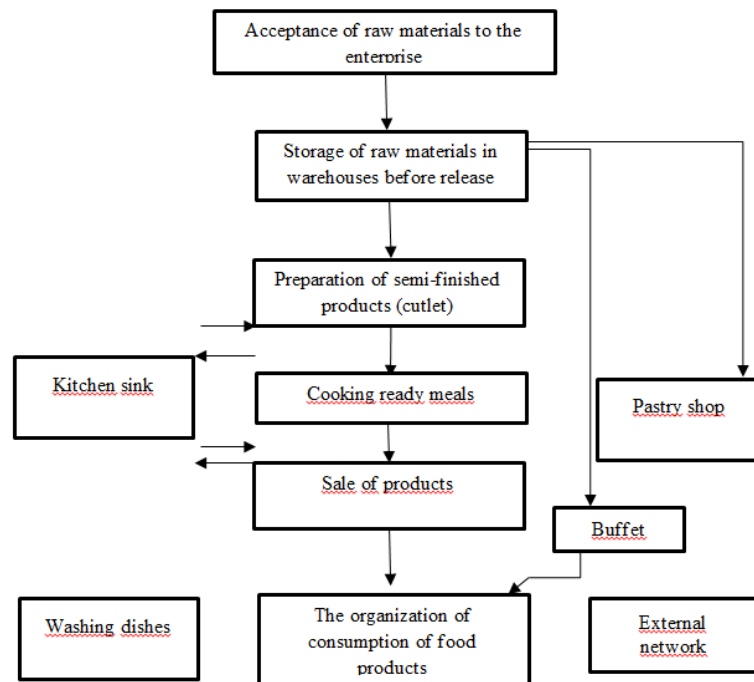 Acceptance of raw materials to the
enterprise
Storage of raw materials in
warehouses before release
Preparation of semi-finished
products (cutlet)
Kitchen sink
Cooking ready meals
Pastry shop
Sale of products
Buffet
Washing dishes
The organization of
consumption of food
products
External
network